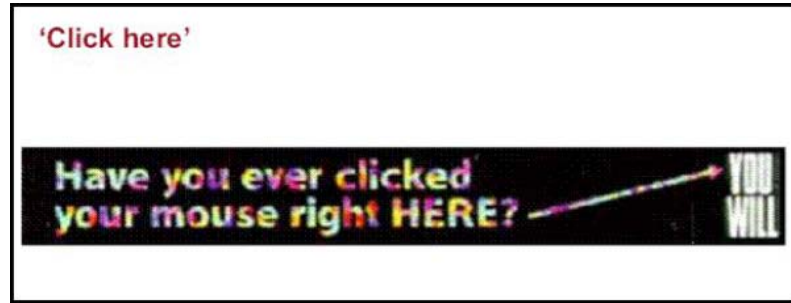 ‘Click here’
Have you ever clicked
your mouse right HERE?
YOU
WILL